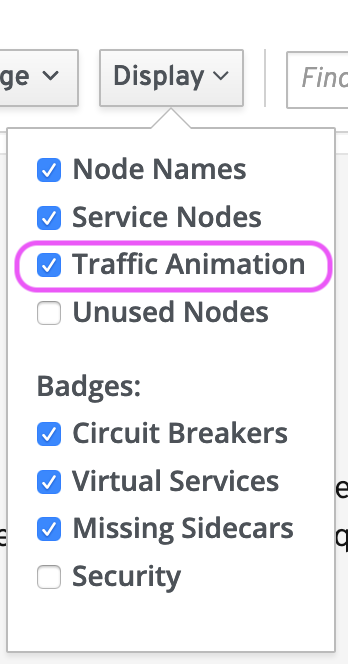 ge
Display
Find
Node Names
Service Nodes
Traffic Animation
Unused Nodes
Badges:
Circuit Breakers
Virtual Services
Missing Sidecars
Security